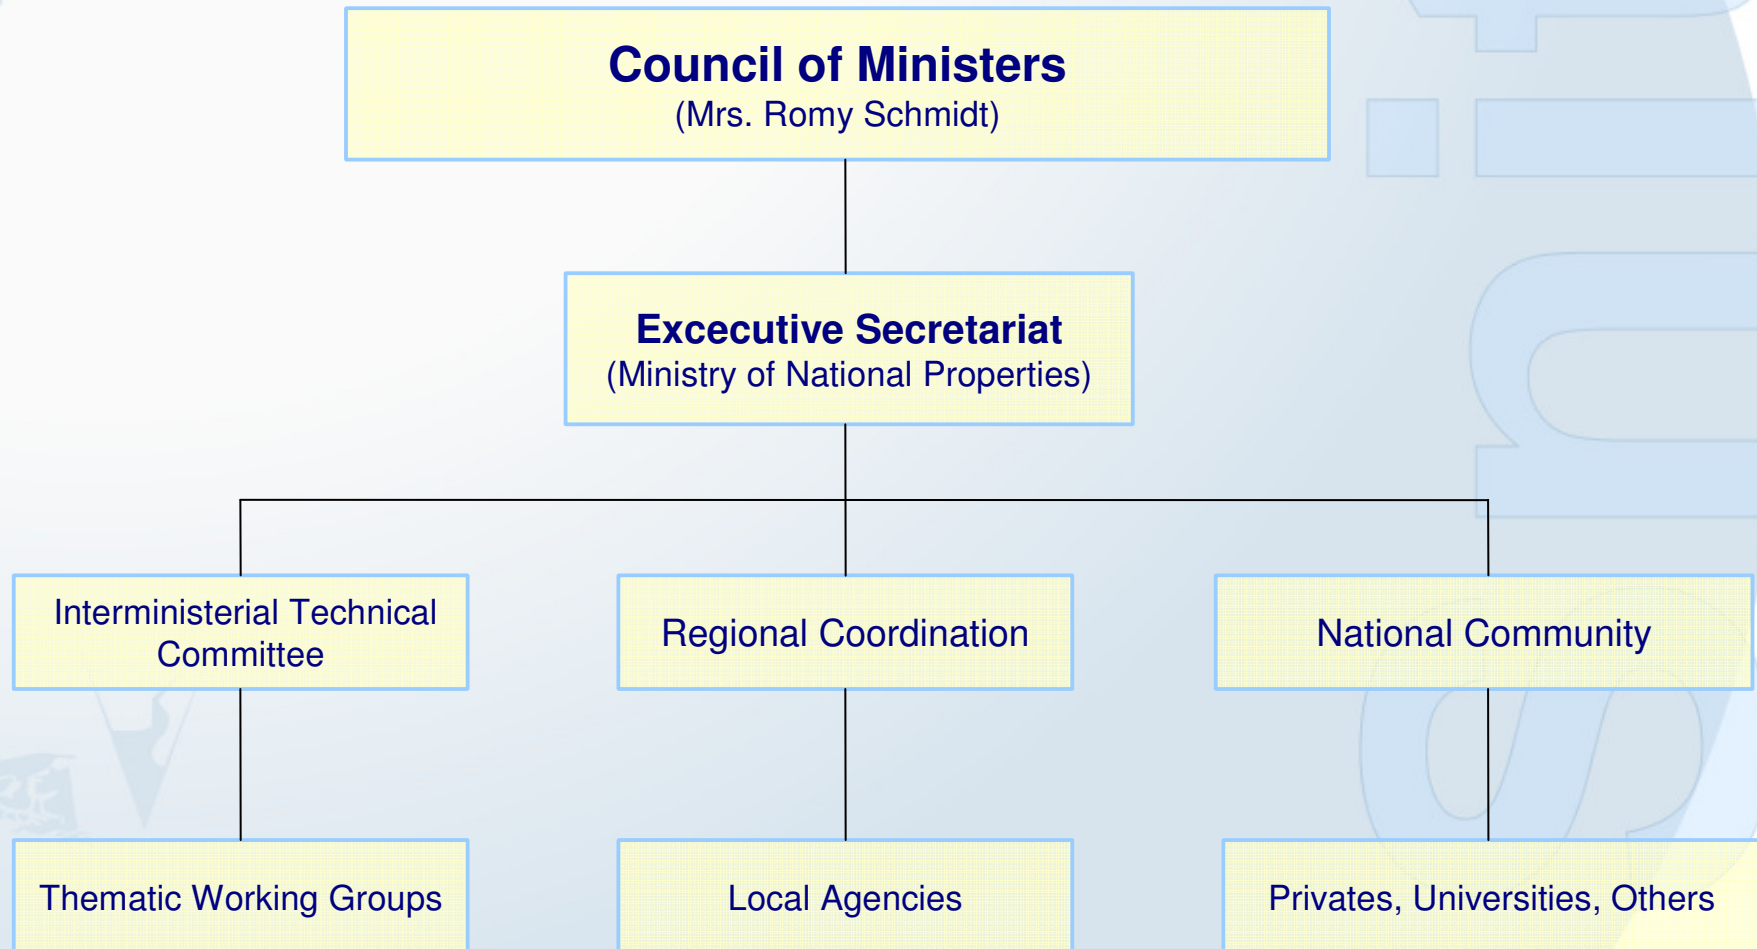 Council of Ministers
(Mrs. Romy Schmidt)
Excecutive Secretariat
(Ministry of National Properties)
Interministerial Technical
Committee
Regional Coordination
National Community
Thematic Working Groups
Local Agencies
Privates, Universities, Others